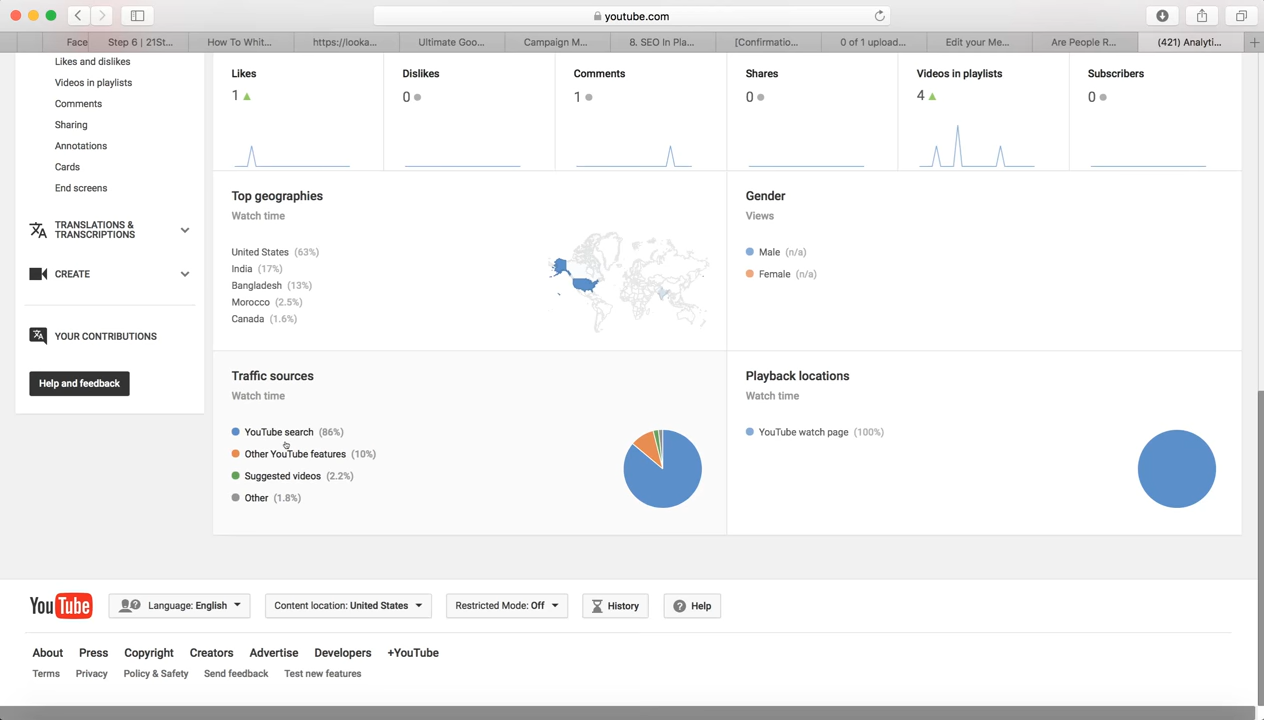 youtube.com
Face
Step 6 | 21St...
How To Whit...
https://looka...
Ultimate Goo...
Campaign M...
8. SEO In Pla...
[Confirmatio...
0 of 1 upload...
Edit your Me...
Are People R...
(421) Analyti...
Likes and dislikes
Videos in playlists
Comments
Sharing
Annotations
Cards
End screens
TRANSLATIONS &
TRANSCRIPTIONS
CREATE
YOUR CONTRIBUTIONS
Help and feedback
Likes
1
Dislikes
0
Comments
1
Shares
0
Videos in playlists
4
Subscribers
0
Top geographies
Watch time
United States (63%)
India (17%)
Bangladesh (13%)
Morocco (2.5%)
Canada (1.6%)
Gender
Views
Male (n/a)
Female (n/a)
Traffic sources
Watch time
YouTube search (86%)
Other YouTube features (10%)
Suggested videos (2.2%)
Other (1.8%)
Playback locations
Watch time
YouTube watch page (100%)
YouTube
Language: English
Content location: United States
Restricted Mode: Off
History
Help
About Press Copyright Creators Advertise Developers +YouTube
Terms Privacy Policy & Safety Send feedback Test new features